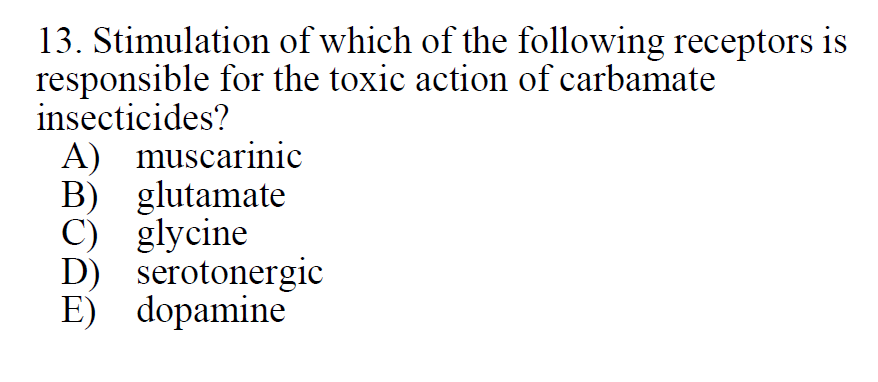 13. Stimulation of which of the following receptors is
responsible for the toxic action of carbamate
insecticides?
A) muscarinic
B) glutamate
C) glycine
D) serotonergic
E) dopamine